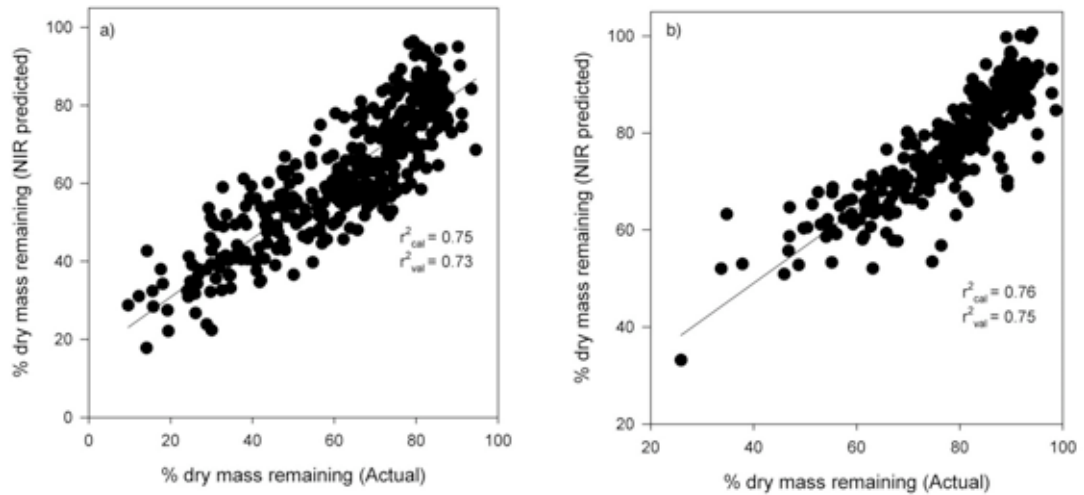 a)
% dry mass remaining (NIR predicted)
100
80
60
40
20
0
r²cal = 0.75
r²val = 0.73
0 20 40 60 80 100
% dry mass remaining (Actual)
b)
% dry mass remaining (NIR predicted)
100
80
60
40
20
r²cal = 0.76
r²val = 0.75
20 40 60 80 100
% dry mass remaining (Actual)